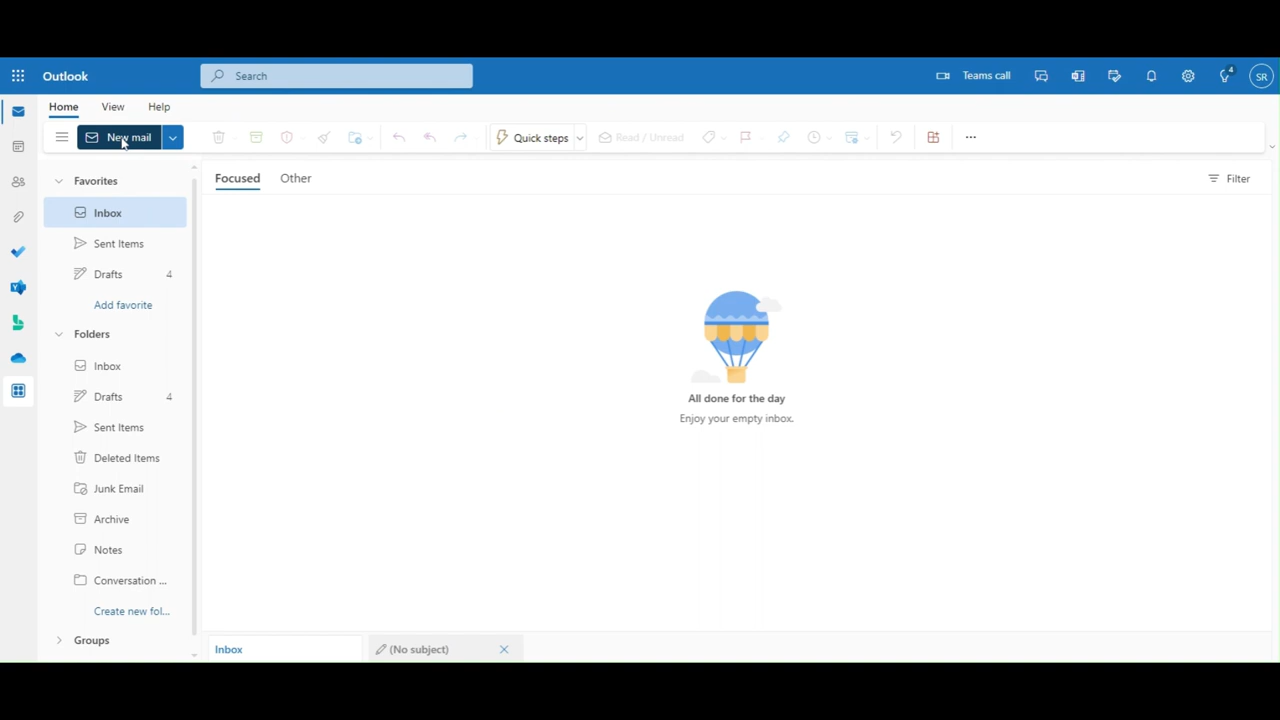 Outlook
Search
Teams call
4
SR
Home
View
Help
New mail
Quick steps
Read / Unread
Favorites
Inbox
Sent Items
Drafts 4
Add favorite
Folders
Inbox
Drafts 4
Sent Items
Deleted Items
Junk Email
Archive
Notes
Conversation ...
Create new fol...
Groups
Focused
Other
Filter
All done for the day
Enjoy your empty inbox.
Inbox
(No subject)